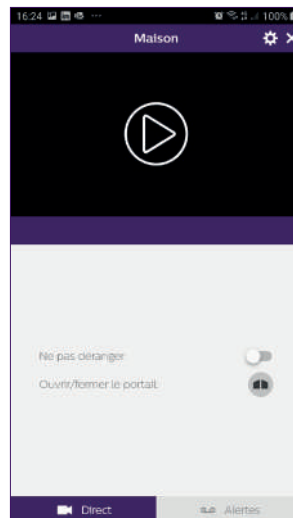 16:24 100%
Maison
Ne pas déranger
Ouvrir/fermer le portail
Direct
Alertes